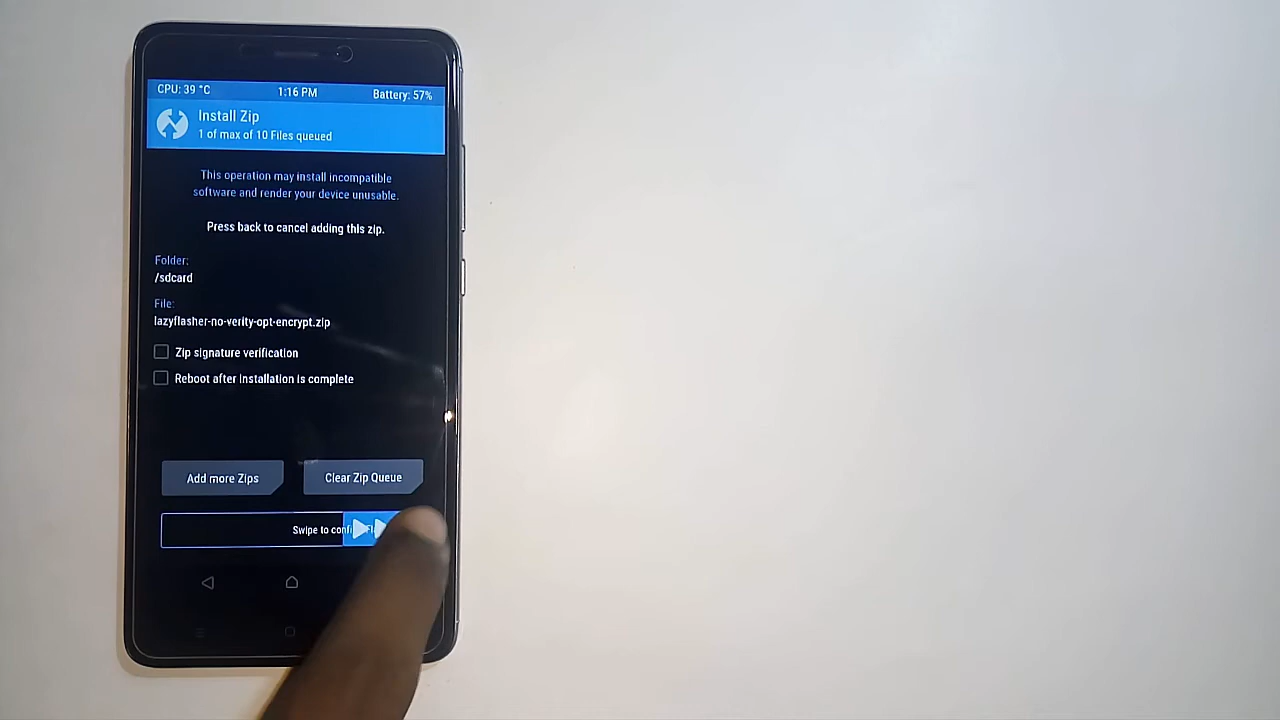 CPU: 39 °C 1:16 PM Battery: 57%
Install Zip
1 of max of 10 Files queued
This operation may install incompatible
software and render your device unusable.
Press back to cancel adding this zip.
Folder:
/sdcard
File:
lazyflasher-no-verity-opt-encrypt.zip
Zip signature verification
Reboot after installation is complete
Add more Zips Clear Zip Queue
Swipe to